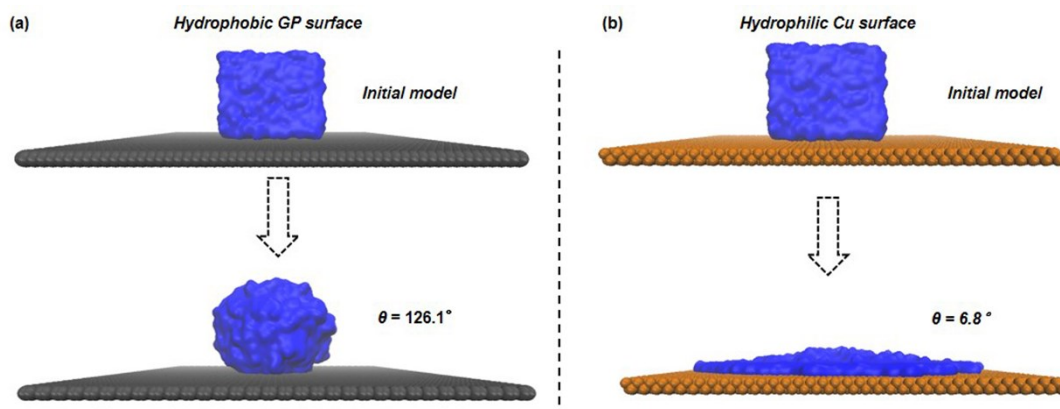 (a)
Hydrophobic GP surface
Initial model
θ = 126.1°
(b)
Hydrophilic Cu surface
Initial model
θ = 6.8°